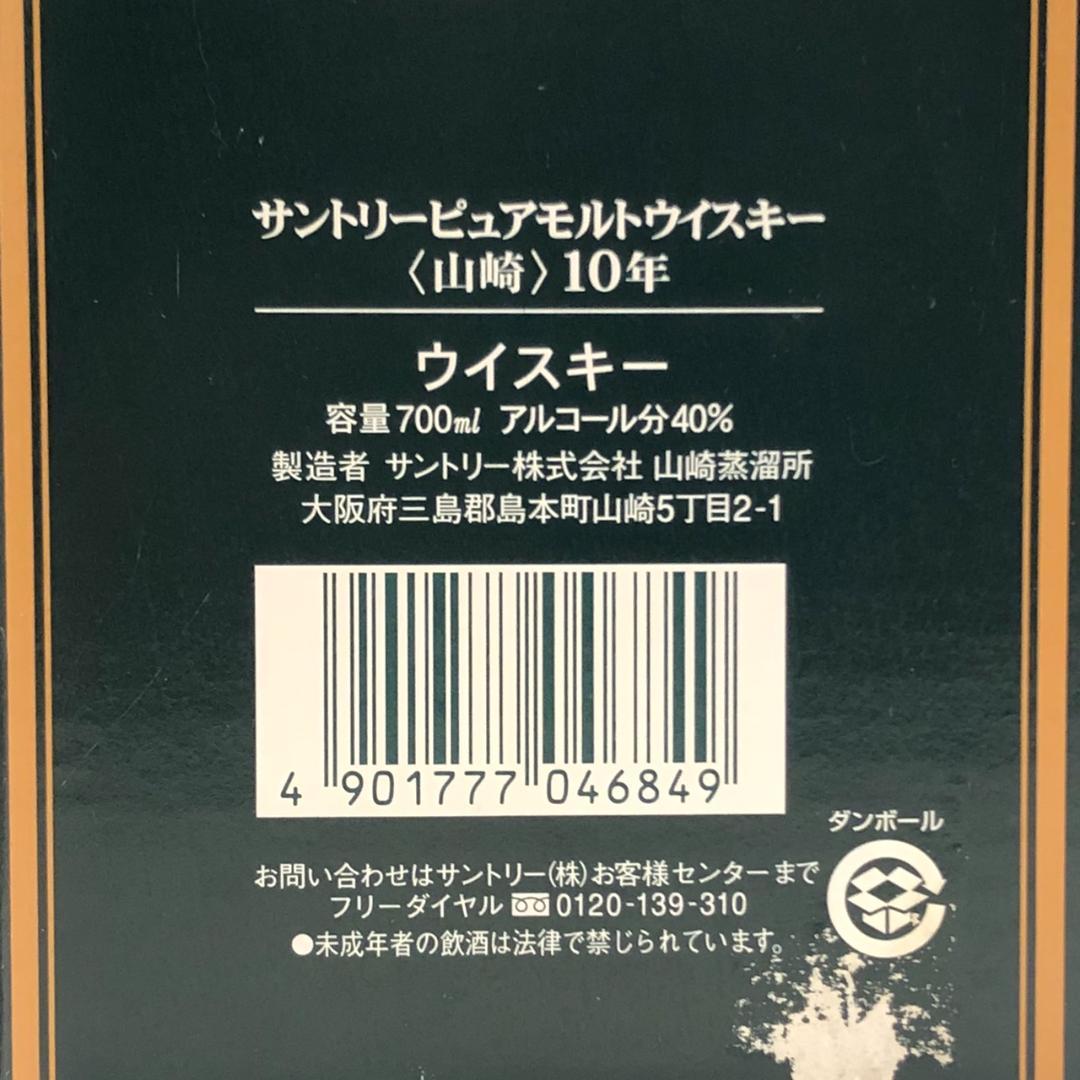 サントリーピュアモルトウイスキー
〈山崎〉10年
ウイスキー
容量700ml アルコール分40%
製造者 サントリー株式会社 山崎蒸溜所
大阪府三島郡島本町山崎5丁目2-1
4 901777 046849
ダンボール
お問い合わせはサントリー(株)お客様センターまで
フリーダイヤル 0120-139-310
●未成年者の飲酒は法律で禁じられています。